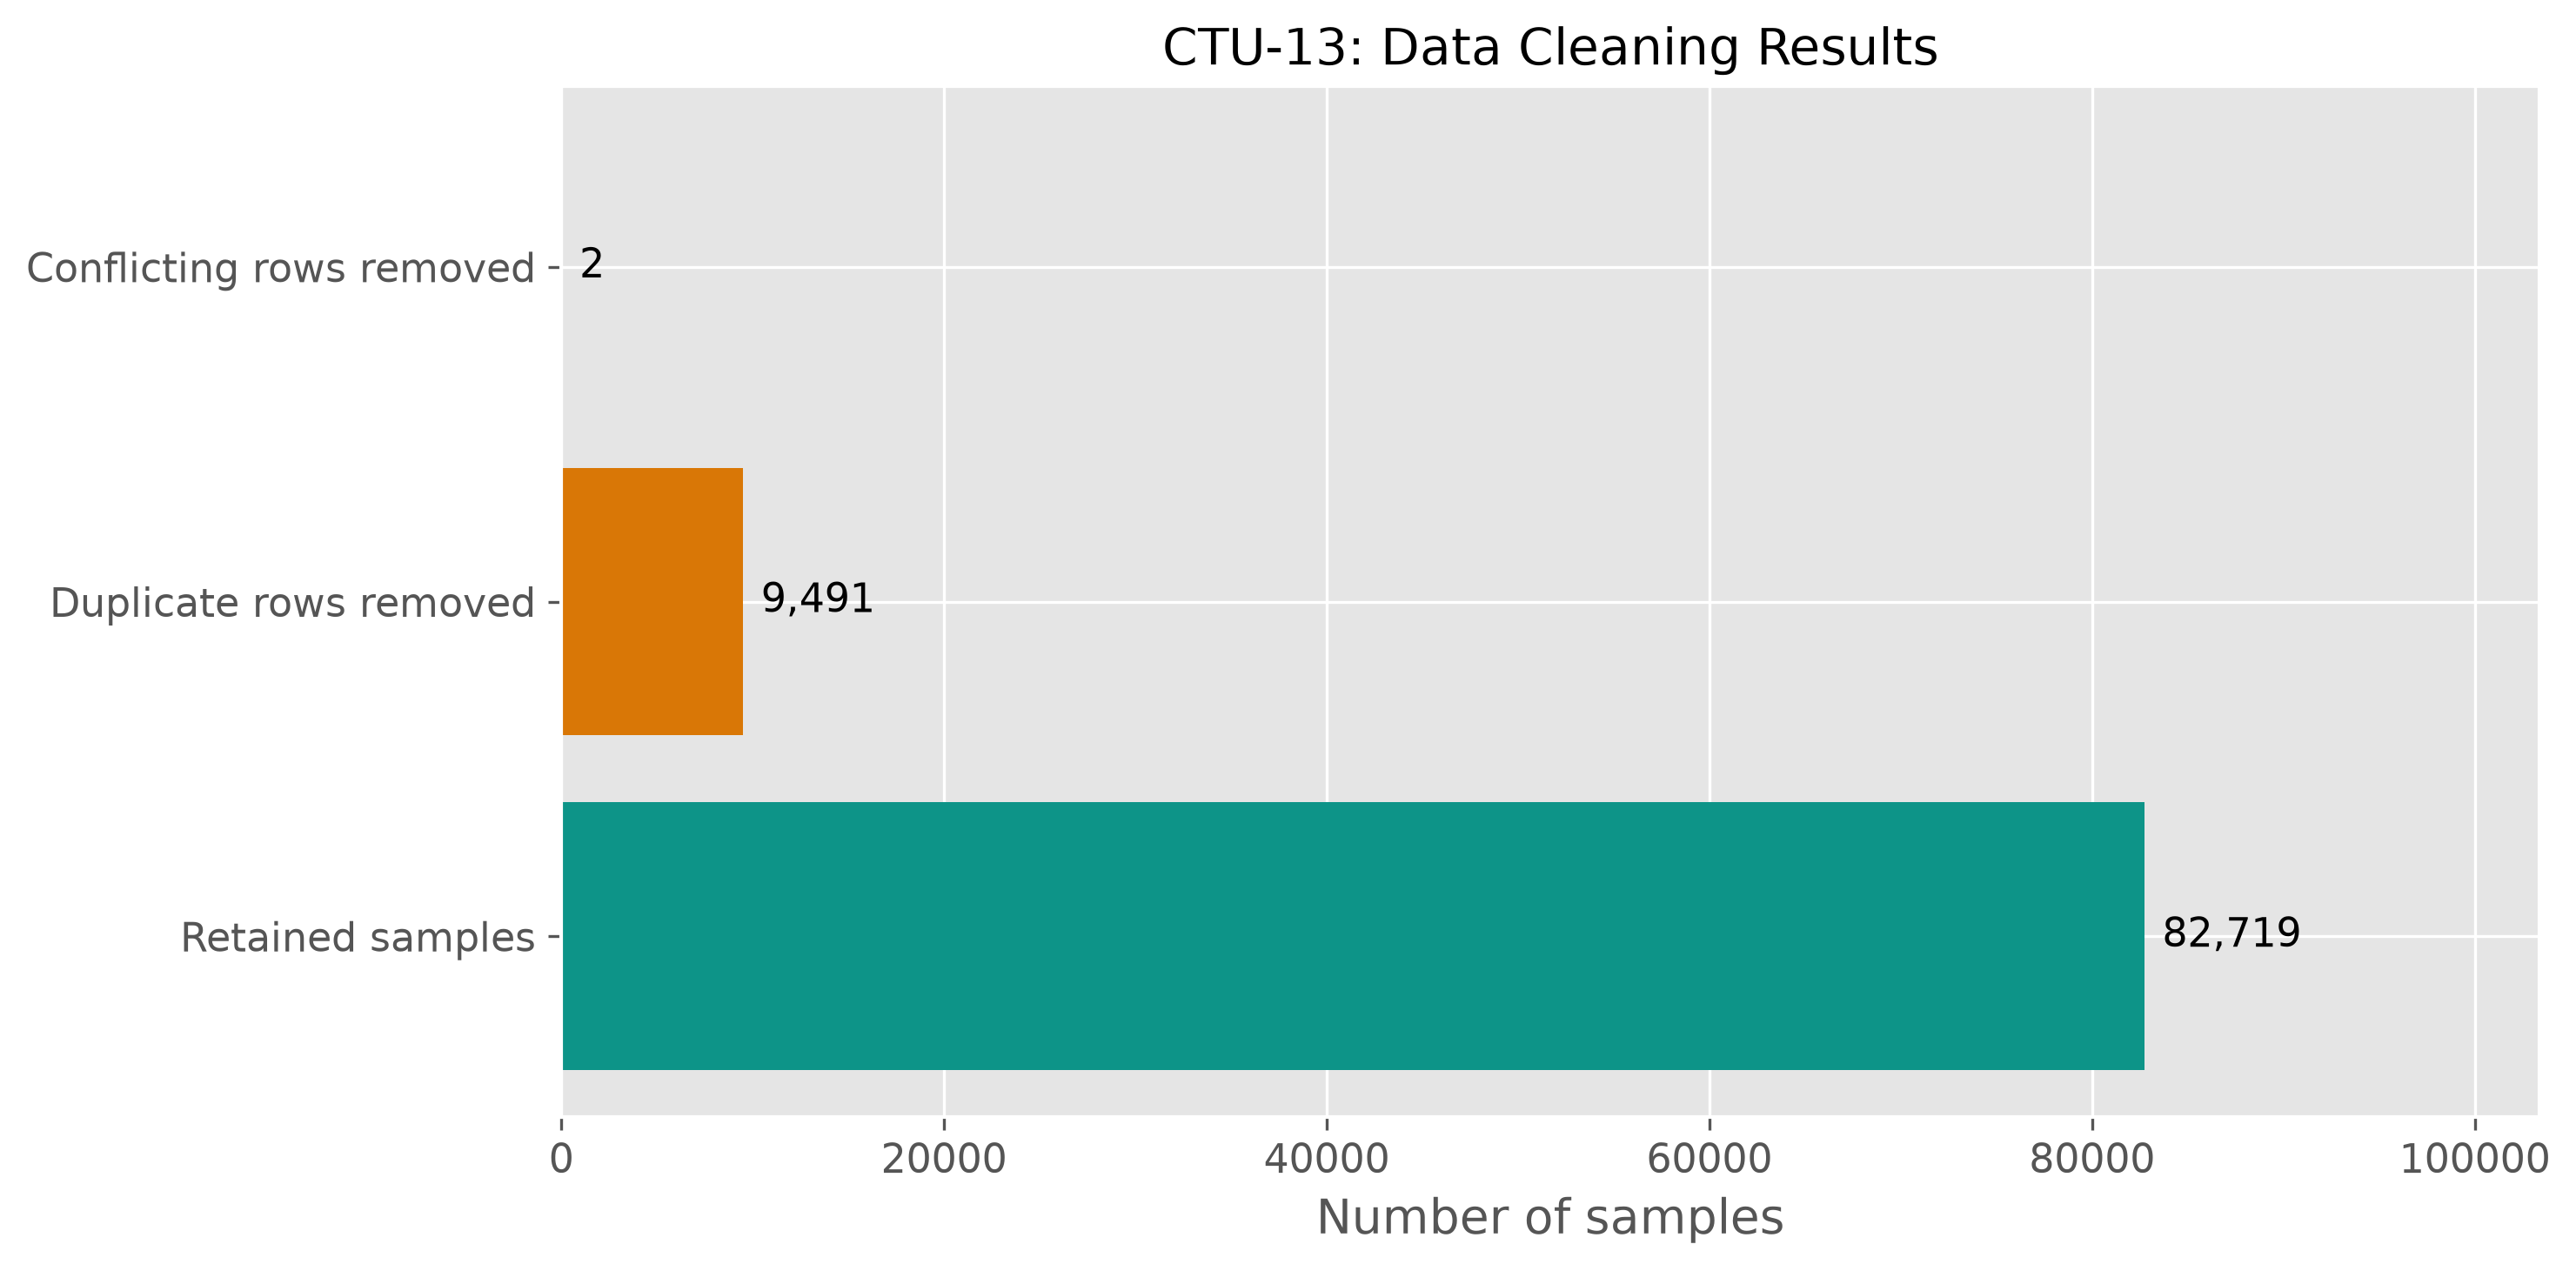 CTU-13: Data Cleaning Results
Conflicting rows removed
2
Duplicate rows removed
9,491
Retained samples
82,719
0 20000 40000 60000 80000 100000
Number of samples